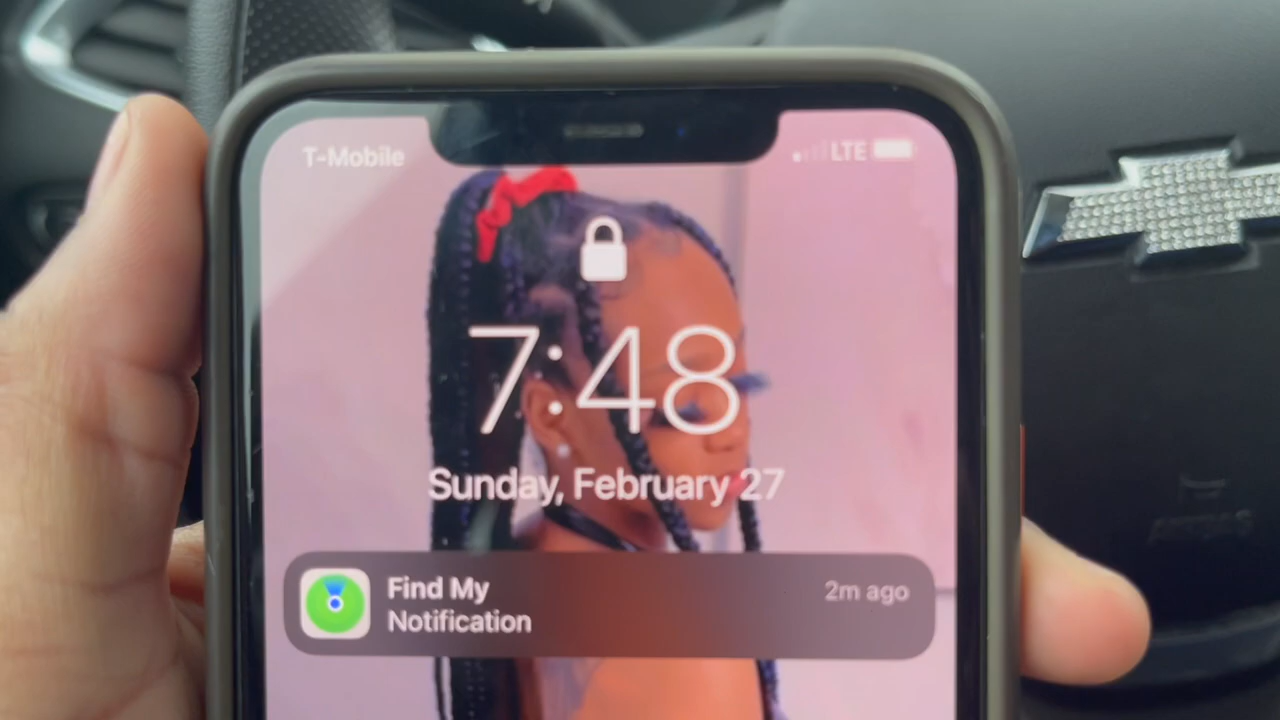 T-Mobile
LTE
7:48
Sunday, February 27
Find My
2m ago
Notification